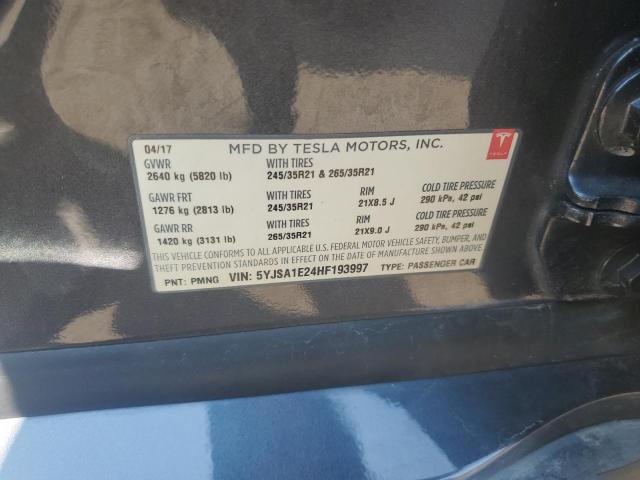 04/17 MFD BY TESLA MOTORS, INC.
GVWR WITH TIRES
2640 kg (5820 lb) 245/35R21 & 265/35R21
TESLA
GAWR FRT WITH TIRES RIM COLD TIRE PRESSURE
1276 kg (2813 lb) 245/35R21 21X8.5 J 290 kPa, 42 psi
GAWR RR WITH TIRES RIM COLD TIRE PRESSURE
1420 kg (3131 lb) 265/35R21 21X9.0 J 290 kPa, 42 psi
THIS VEHICLE CONFORMS TO ALL APPLICABLE U.S. FEDERAL MOTOR VEHICLE SAFETY, BUMPER, AND
THEFT PREVENTION STANDARDS IN EFFECT ON THE DATE OF MANUFACTURE SHOWN ABOVE.
PNT: PMNG VIN: 5YJSA1E24HF193997 TYPE: PASSENGER CAR